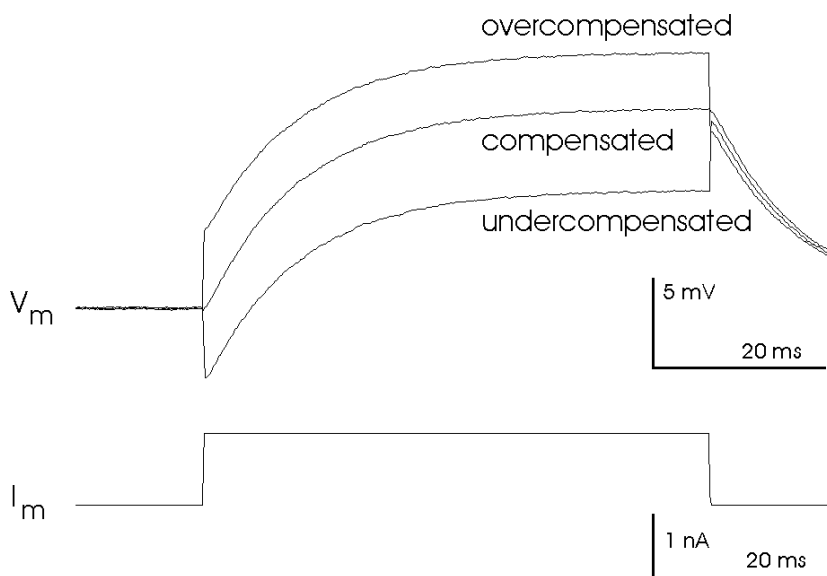 overcompensated
compensated
undercompensated
Vm
5 mV
20 ms
Im
1 nA
20 ms